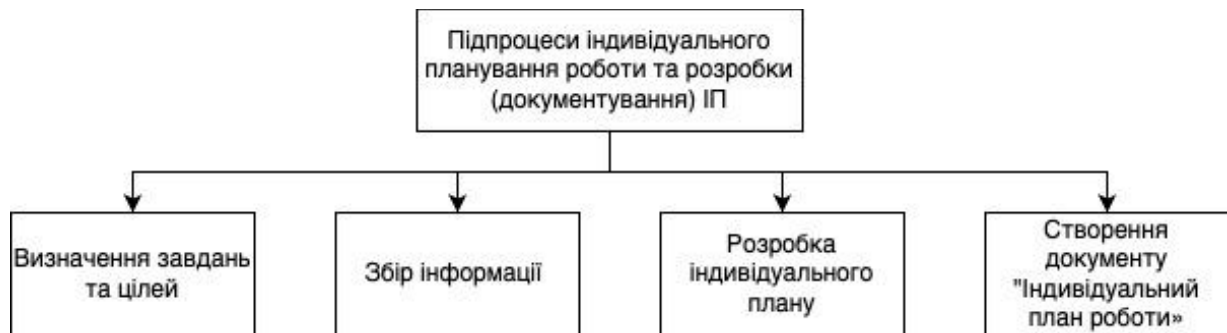 Підпроцеси індивідуального
планування роботи та розробки
(документування) ІП
Визначення завдань
та цілей
Збір інформації
Розробка
індивідуального
плану
Створення
документу
"Індивідуальний
план роботи»